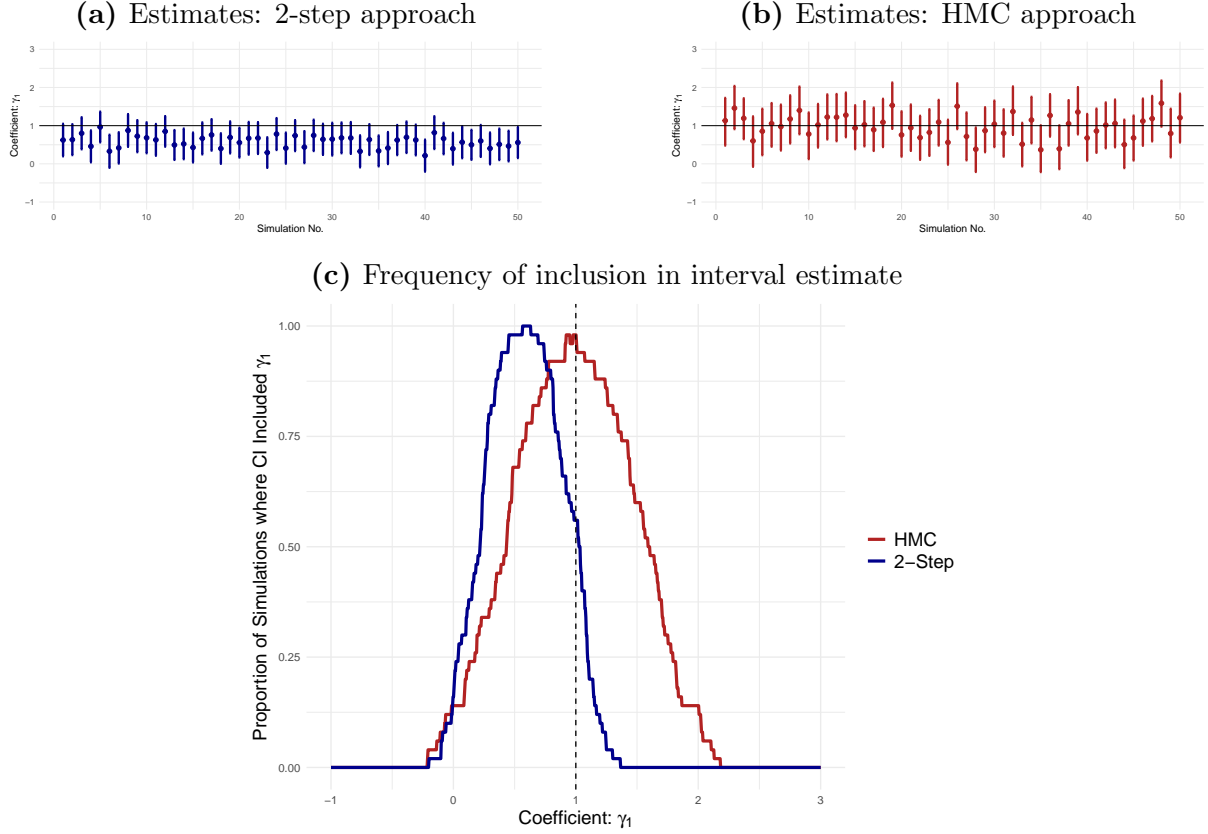 (a) Estimates: 2-step approach
3
2
1
0
−1
Coefficient: γ1
0
10
20
30
40
50
Simulation No.
(b) Estimates: HMC approach
3
2
1
0
−1
Coefficient: γ1
0
10
20
30
40
50
Simulation No.
(c) Frequency of inclusion in interval estimate
1.00
0.75
0.50
0.25
0.00
Proportion of Simulations where CI Included γ1
−1
0
1
2
3
Coefficient: γ1
HMC
2−Step